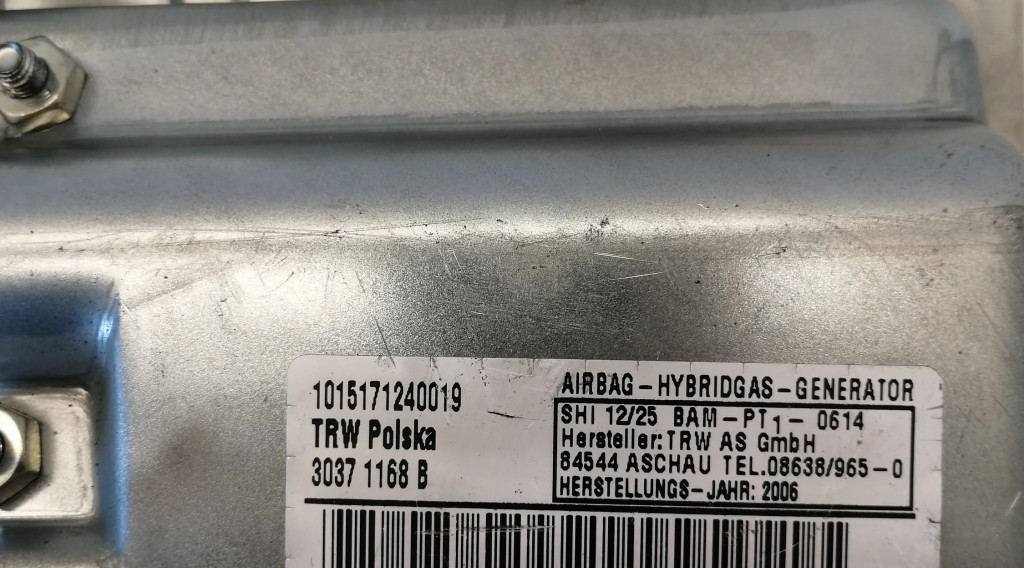 1015171240019
TRW Polska
3037 1168 B
AIRBAG-HYBRIDGAS-GENERATOR
SHI 12/25 BAM-PT1- 0614
Hersteller: TRW AS GmbH
84544 ASCHAU TEL.08638/965-0
HERSTELLUNGS-JAHR: 2006